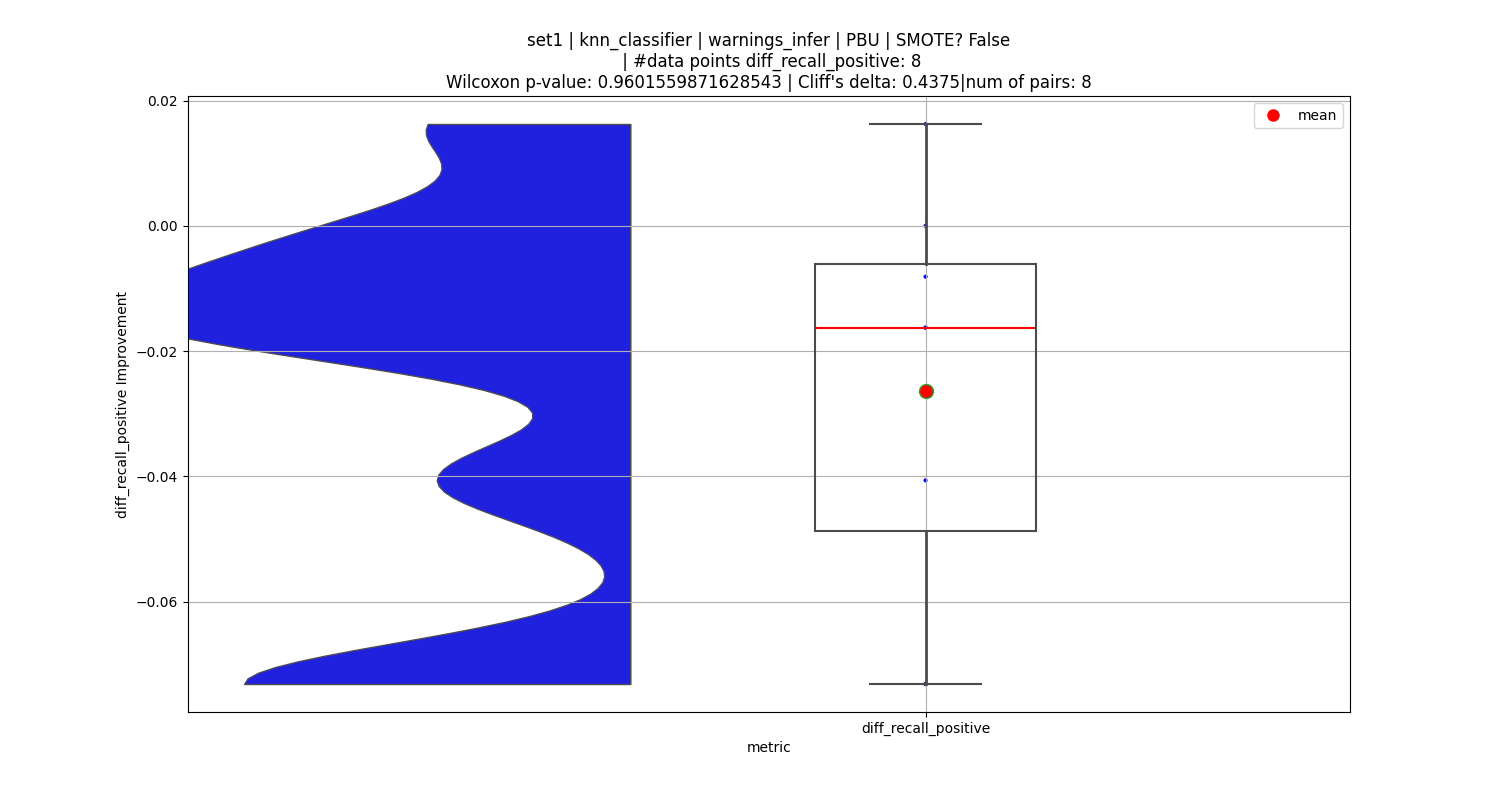 set1 | knn_classifier | warnings_infer | PBU | SMOTE? False
| #data points diff_recall_positive: 8
Wilcoxon p-value: 0.9601559871628543 | Cliff's delta: 0.4375|num of pairs: 8
mean
0.02
0.00
−0.02
−0.04
−0.06
diff_recall_positive Improvement
diff_recall_positive
metric